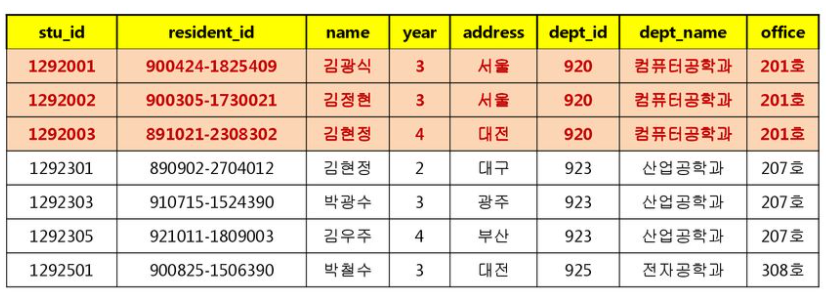 stu_id resident_id name year address dept_id dept_name office
1292001 900424-1825409 김광식 3 서울 920 컴퓨터공학과 201호
1292002 900305-1730021 김정현 3 서울 920 컴퓨터공학과 201호
1292003 891021-2308302 김현정 4 대전 920 컴퓨터공학과 201호
1292301 890902-2704012 김현정 2 대구 923 산업공학과 207호
1292303 910715-1524390 박광수 3 광주 923 산업공학과 207호
1292305 921011-1809003 김우주 4 부산 923 산업공학과 207호
1292501 900825-1506390 박철수 3 대전 925 전자공학과 308호